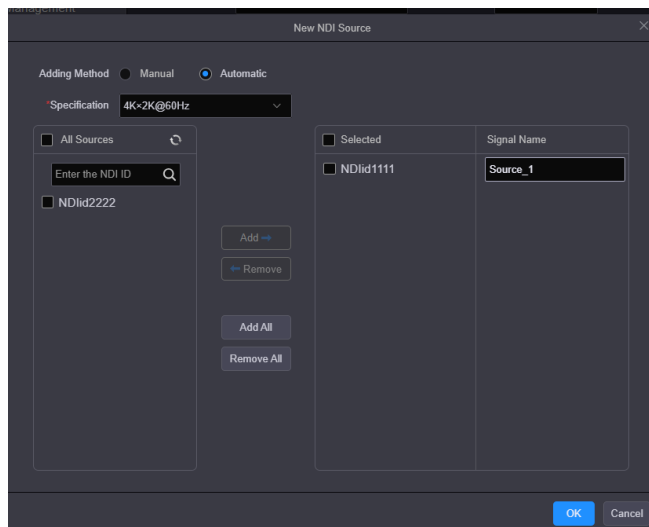 Management
New NDI Source
Adding Method Manual Automatic
*Specification 4K×2K@60Hz
All Sources
Selected
Signal Name
Enter the NDI ID
NDIid1111
Source_1
NDIid2222
Add
Remove
Add All
Remove All
OK
Cancel